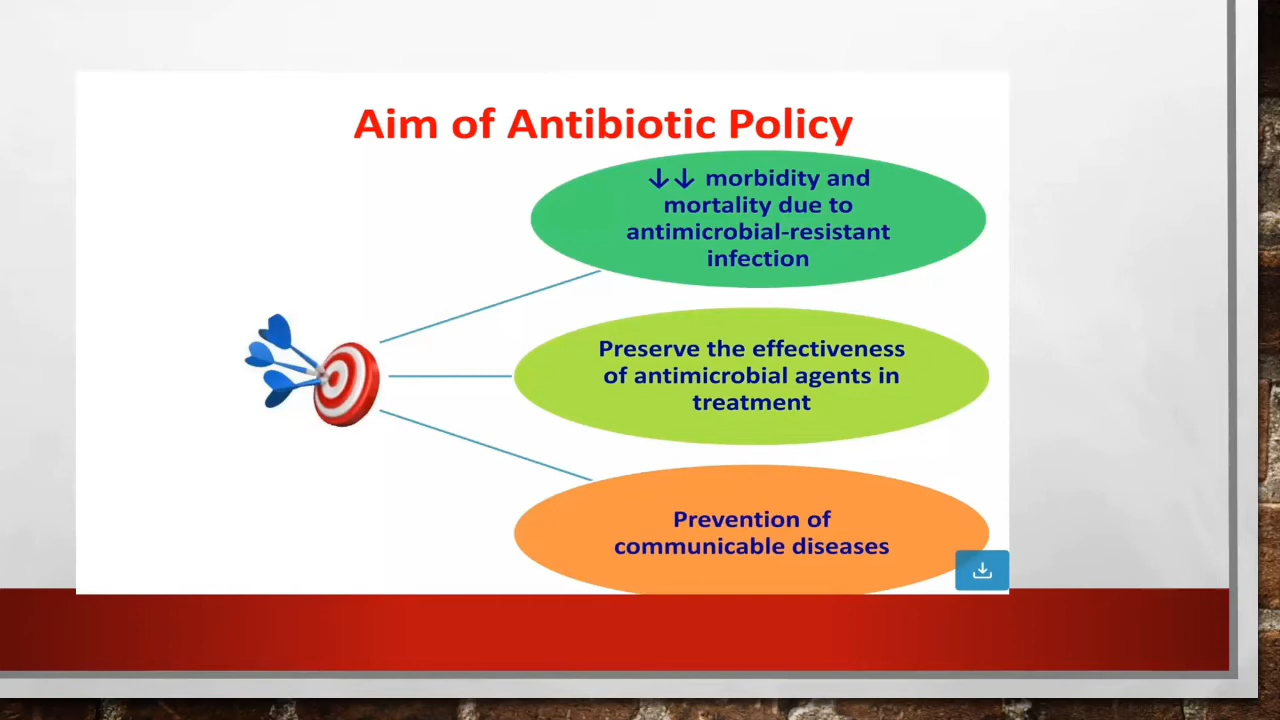 Aim of Antibiotic Policy
↓↓ morbidity and
mortality due to
antimicrobial-resistant
infection
Preserve the effectiveness
of antimicrobial agents in
treatment
Prevention of
communicable diseases